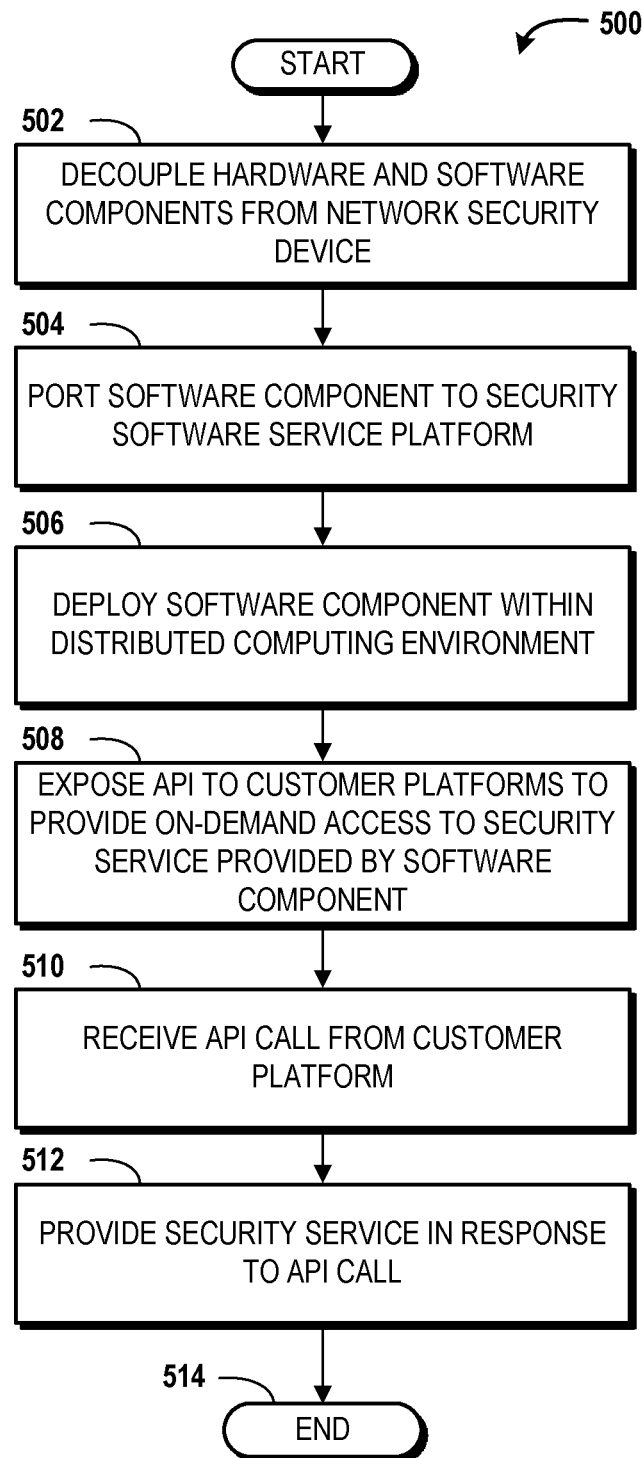 500
START
502
DECOUPLE HARDWARE AND SOFTWARE
COMPONENTS FROM NETWORK SECURITY
DEVICE
504
PORT SOFTWARE COMPONENT TO SECURITY
SOFTWARE SERVICE PLATFORM
506
DEPLOY SOFTWARE COMPONENT WITHIN
DISTRIBUTED COMPUTING ENVIRONMENT
508
EXPOSE API TO CUSTOMER PLATFORMS TO
PROVIDE ON-DEMAND ACCESS TO SECURITY
SERVICE PROVIDED BY SOFTWARE
COMPONENT
510
RECEIVE API CALL FROM CUSTOMER
PLATFORM
512
PROVIDE SECURITY SERVICE IN RESPONSE
TO API CALL
514
END